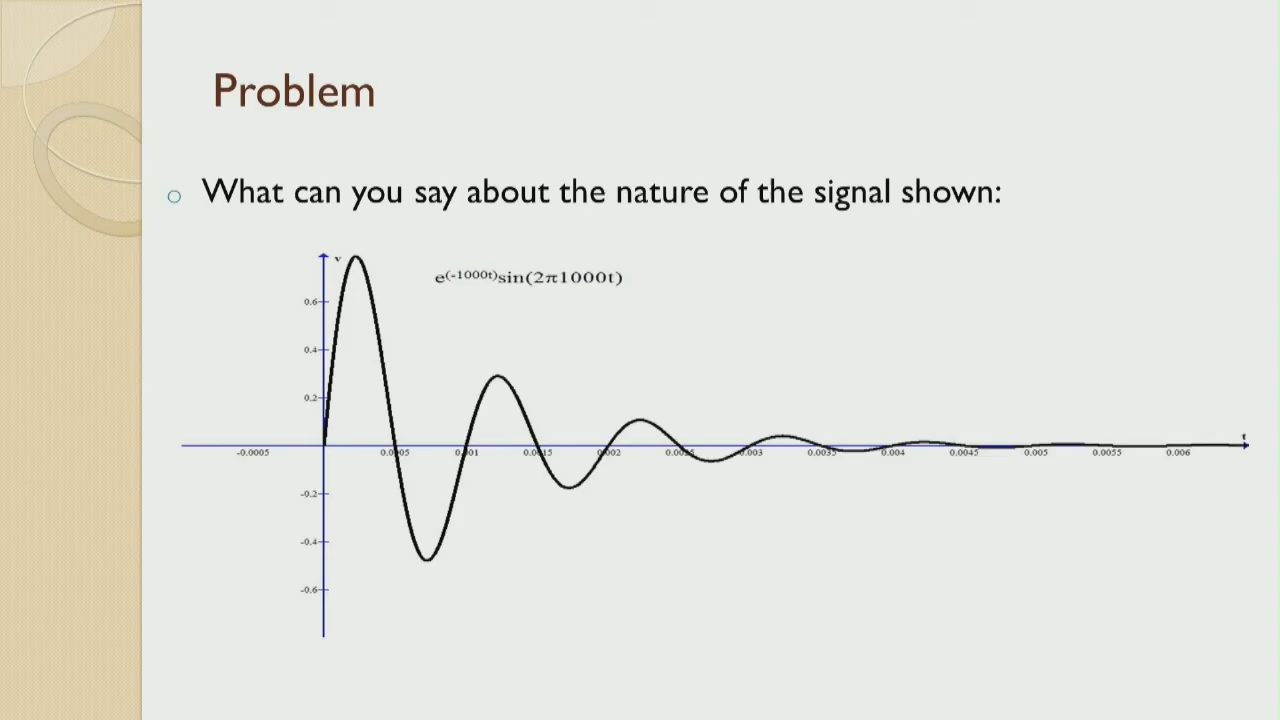 Problem
What can you say about the nature of the signal shown:
v
e(-1000t)sin(2π1000t)
0.6
0.4
0.2
t
-0.0005 0.0005 0.001 0.0015 0.002 0.0025 0.003 0.0035 0.004 0.0045 0.005 0.0055 0.006
-0.2
-0.4
-0.6